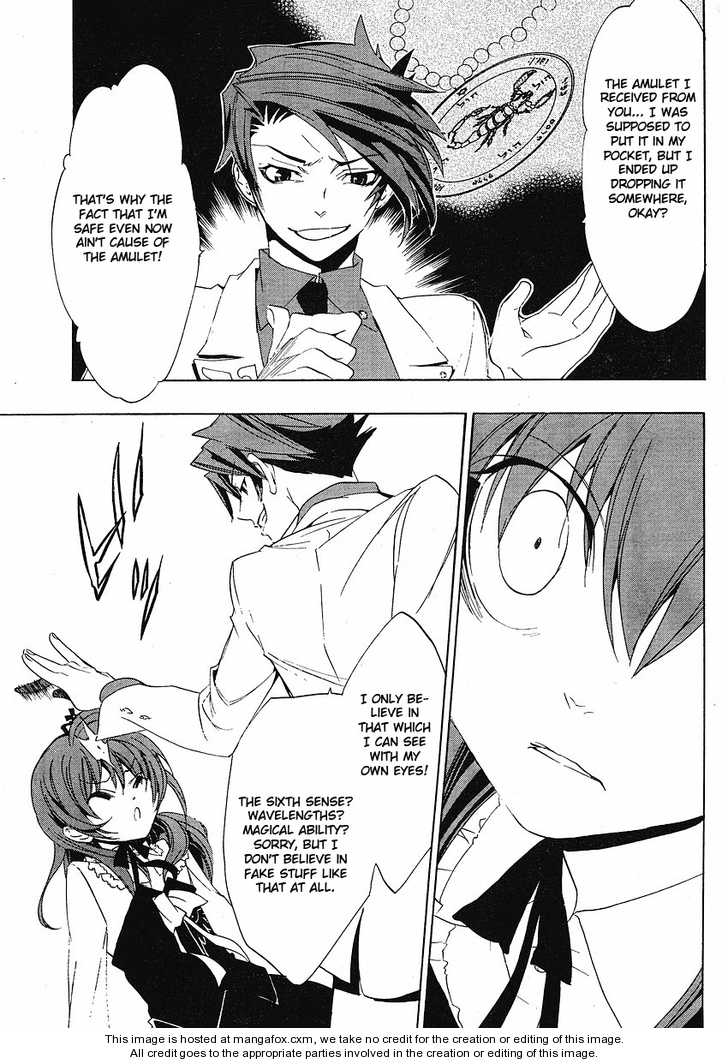 THE AMULET I
RECEIVED FROM
YOU... I WAS
SUPPOSED TO
PUT IT IN MY
POCKET, BUT I
ENDED UP
DROPPING IT
SOMEWHERE,
OKAY?
THAT'S WHY THE
FACT THAT I'M
SAFE EVEN NOW
AIN'T CAUSE OF
THE AMULET!
I ONLY BE-
LIEVE IN
THAT WHICH
I CAN SEE
WITH MY
OWN EYES!
THE SIXTH SENSE?
WAVELENGTHS?
MAGICAL ABILITY?
SORRY, BUT I
DON'T BELIEVE IN
FAKE STUFF LIKE
THAT AT ALL.
This image is hosted at mangafox.cxm, we take no credit for the creation or editing of this image.
All credit goes to the appropriate parties involved in the creation or editing of this image.